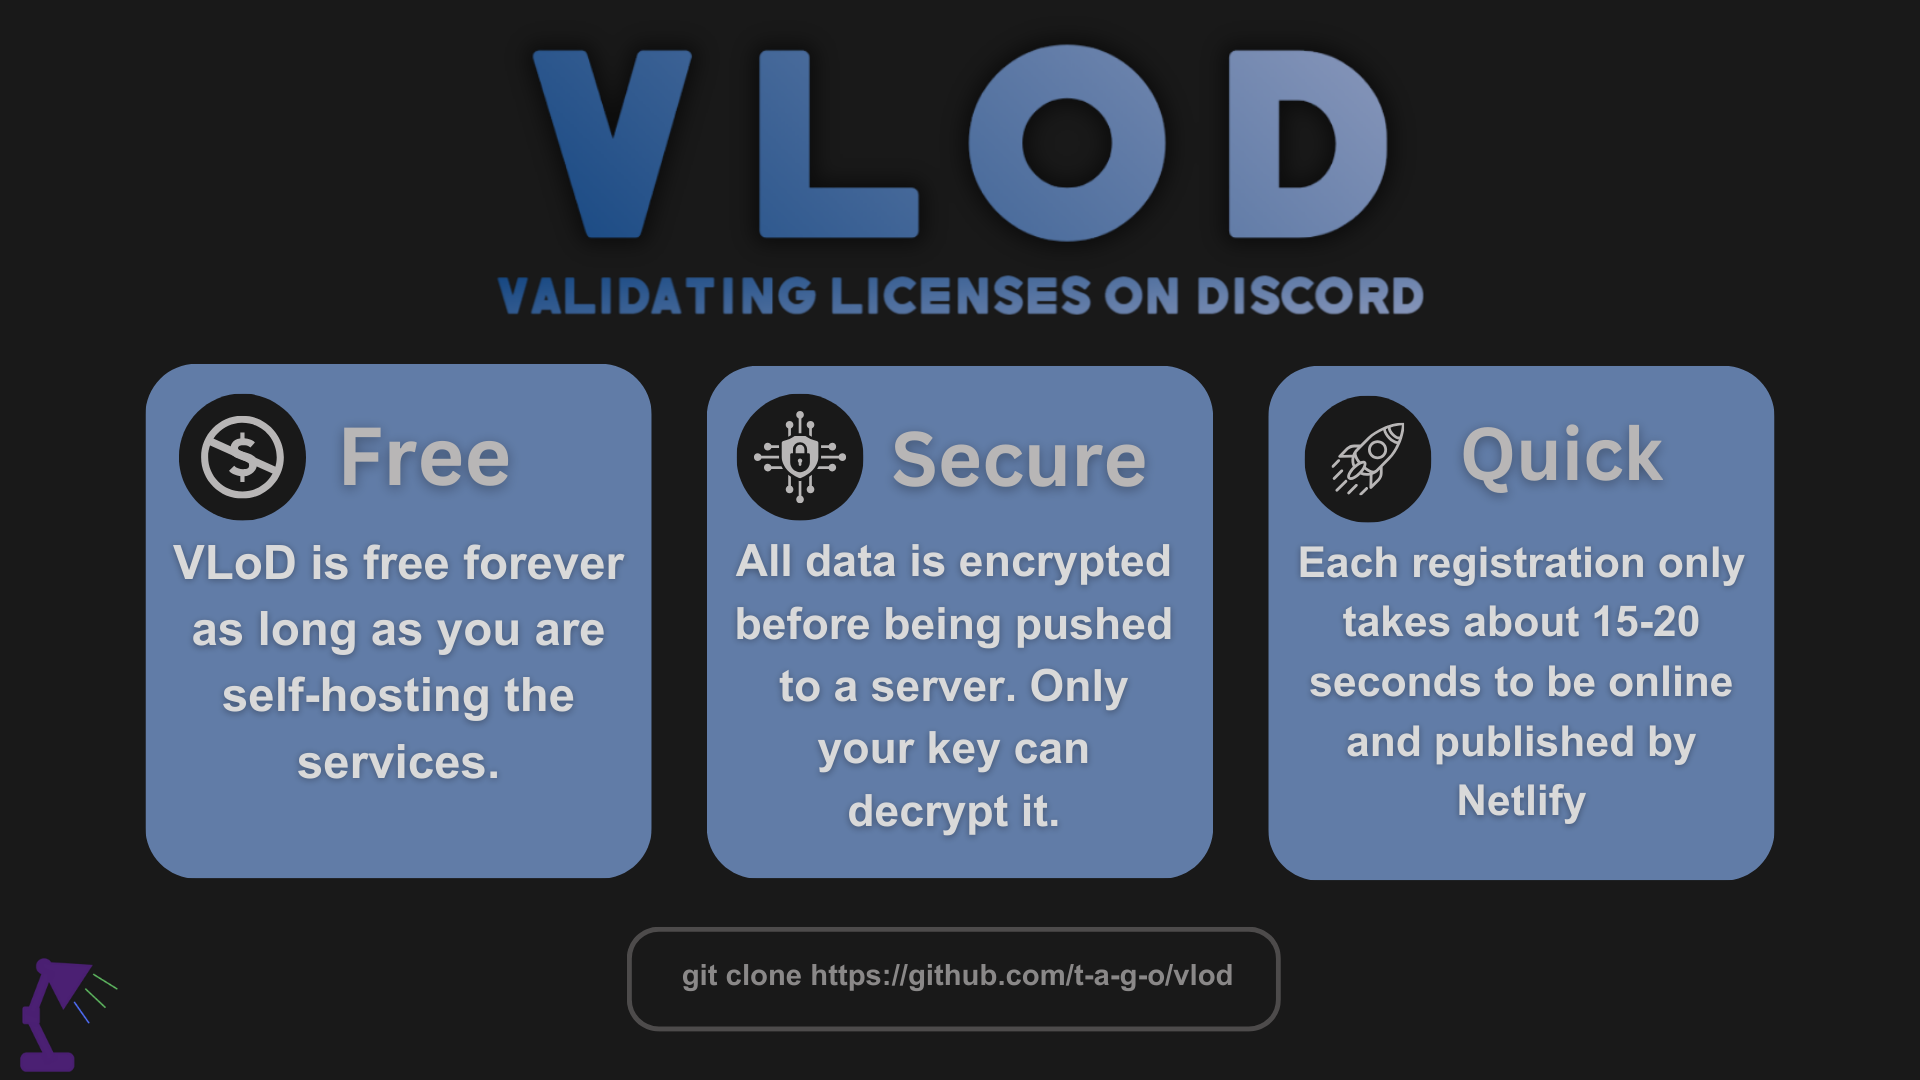 VLOD
VALIDATING LICENSES ON DISCORD
Free
VLoD is free forever
as long as you are
self-hosting the
services.
Secure
All data is encrypted
before being pushed
to a server. Only
your key can
decrypt it.
Quick
Each registration only
takes about 15-20
seconds to be online
and published by
Netlify
git clone https://github.com/t-a-g-o/vlod